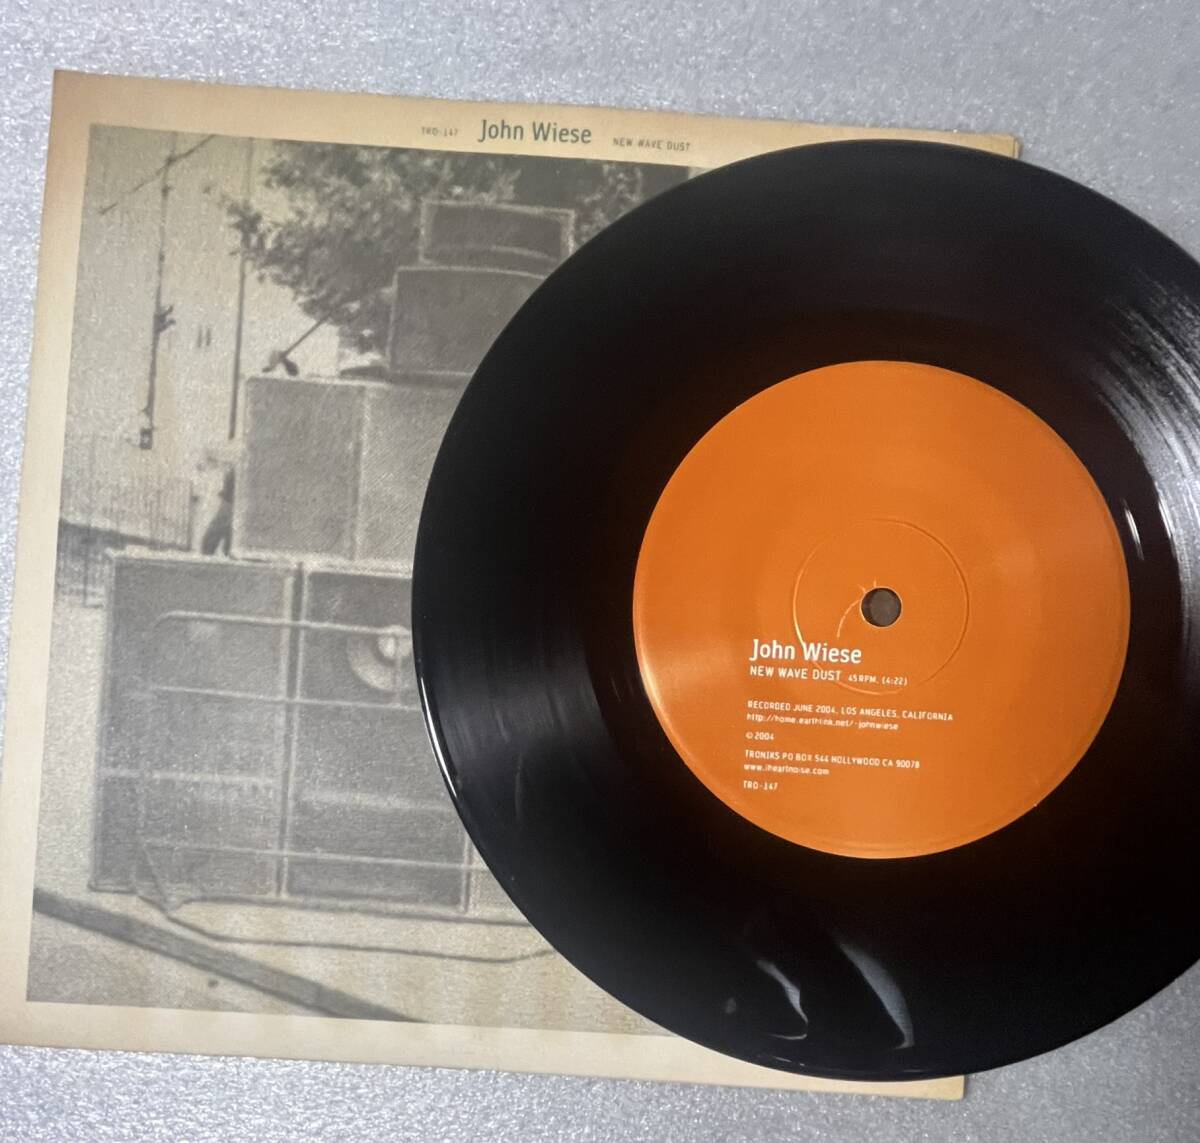 TRO-147 John Wiese NEW WAVE DUST
John Wiese
NEW WAVE DUST 45 RPM, (4:22)
RECORDED JUNE 2004, LOS ANGELES, CALIFORNIA
http://home.earthlink.net/~johnwiese
© 2004
TRONIKS PO BOX 544 HOLLYWOOD CA 90078
www.iheartnoise.com
TRO-147